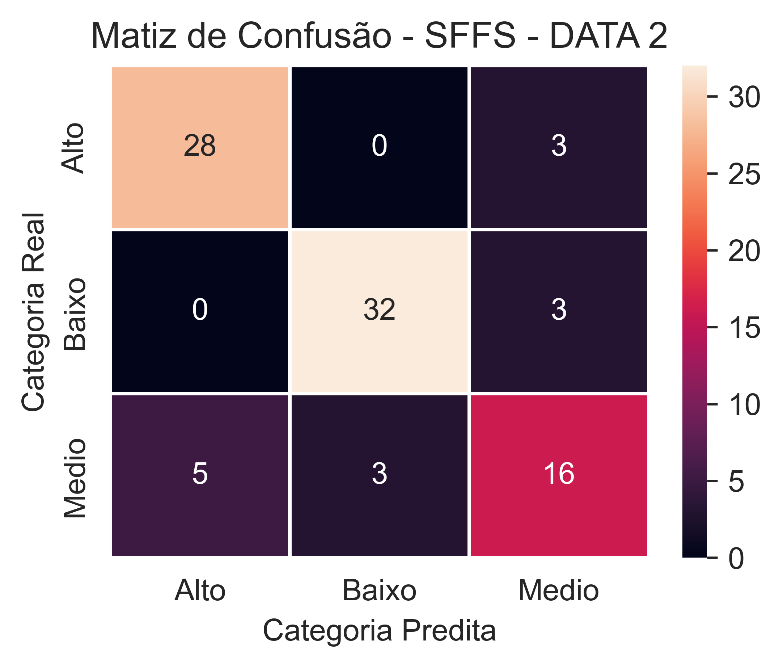 Matiz de Confusão - SFFS - DATA 2
Categoria Real
Alto
28
0
3
Baixo
0
32
3
Medio
5
3
16
Alto Baixo Medio
Categoria Predita
30
25
20
15
10
5
0